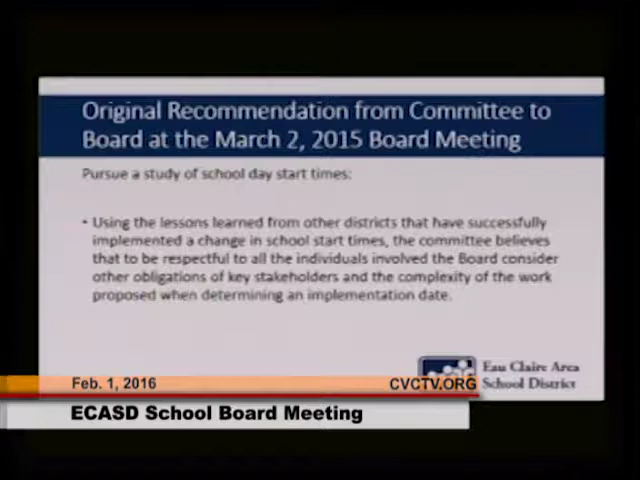 Original Recommendation from Committee to
Board at the March 2, 2015 Board Meeting
Pursue a study of school day start times:
• Using the lessons learned from other districts that have successfully
implemented a change in school start times, the committee believes
that to be respectful to all the individuals involved the Board consider
other obligations of key stakeholders and the complexity of the work
proposed when determining an implementation date.
Eau Claire Area
School District
Feb. 1, 2016
CVCTV.ORG
ECASD School Board Meeting